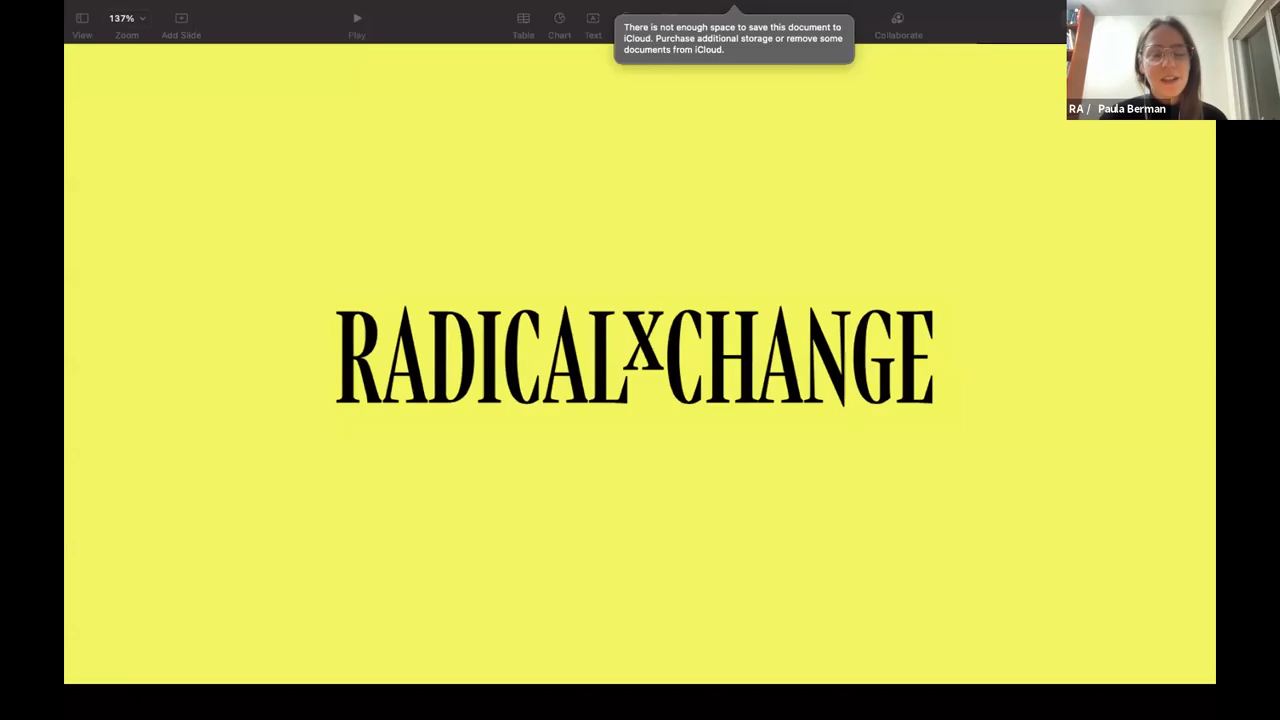 137%
View
Zoom
Add Slide
Play
Table
Chart
Text
Collaborate
There is not enough space to save this document to
iCloud. Purchase additional storage or remove some
documents from iCloud.
RA / Paula Berman
RADICALXCHANGE